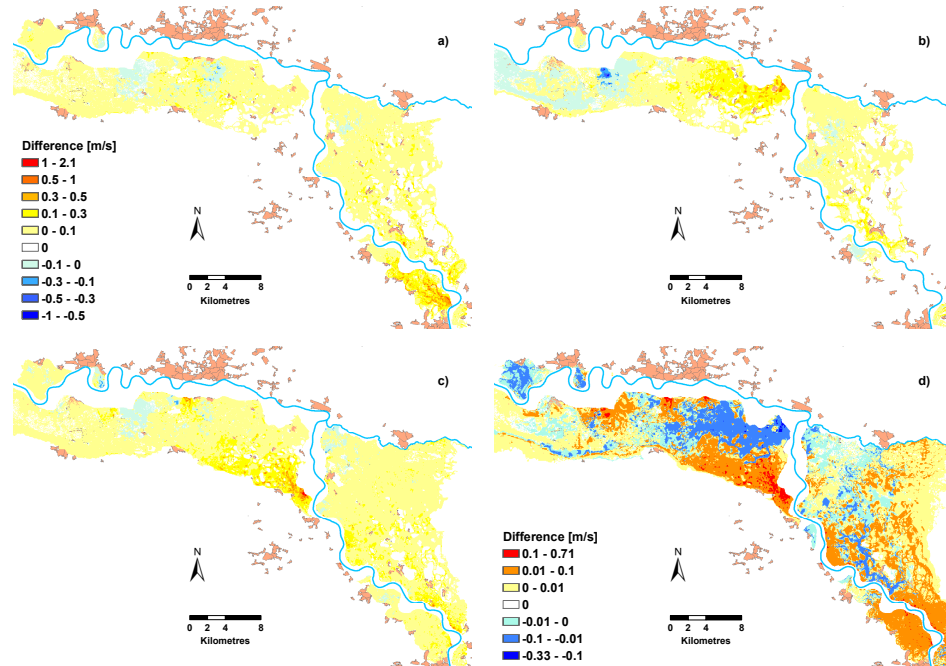 a)
Difference [m/s]
1 - 2.1
0.5 - 1
0.3 - 0.5
0.1 - 0.3
0 - 0.1
0
-0.1 - 0
-0.3 - -0.1
-0.5 - -0.3
-1 - -0.5
N
0 2 4 8
Kilometres
b)
N
0 2 4 8
Kilometres
c)
N
0 2 4 8
Kilometres
d)
Difference [m/s]
0.1 - 0.71
0.01 - 0.1
0 - 0.01
0
-0.01 - 0
-0.1 - -0.01
-0.33 - -0.1
N
0 2 4 8
Kilometres